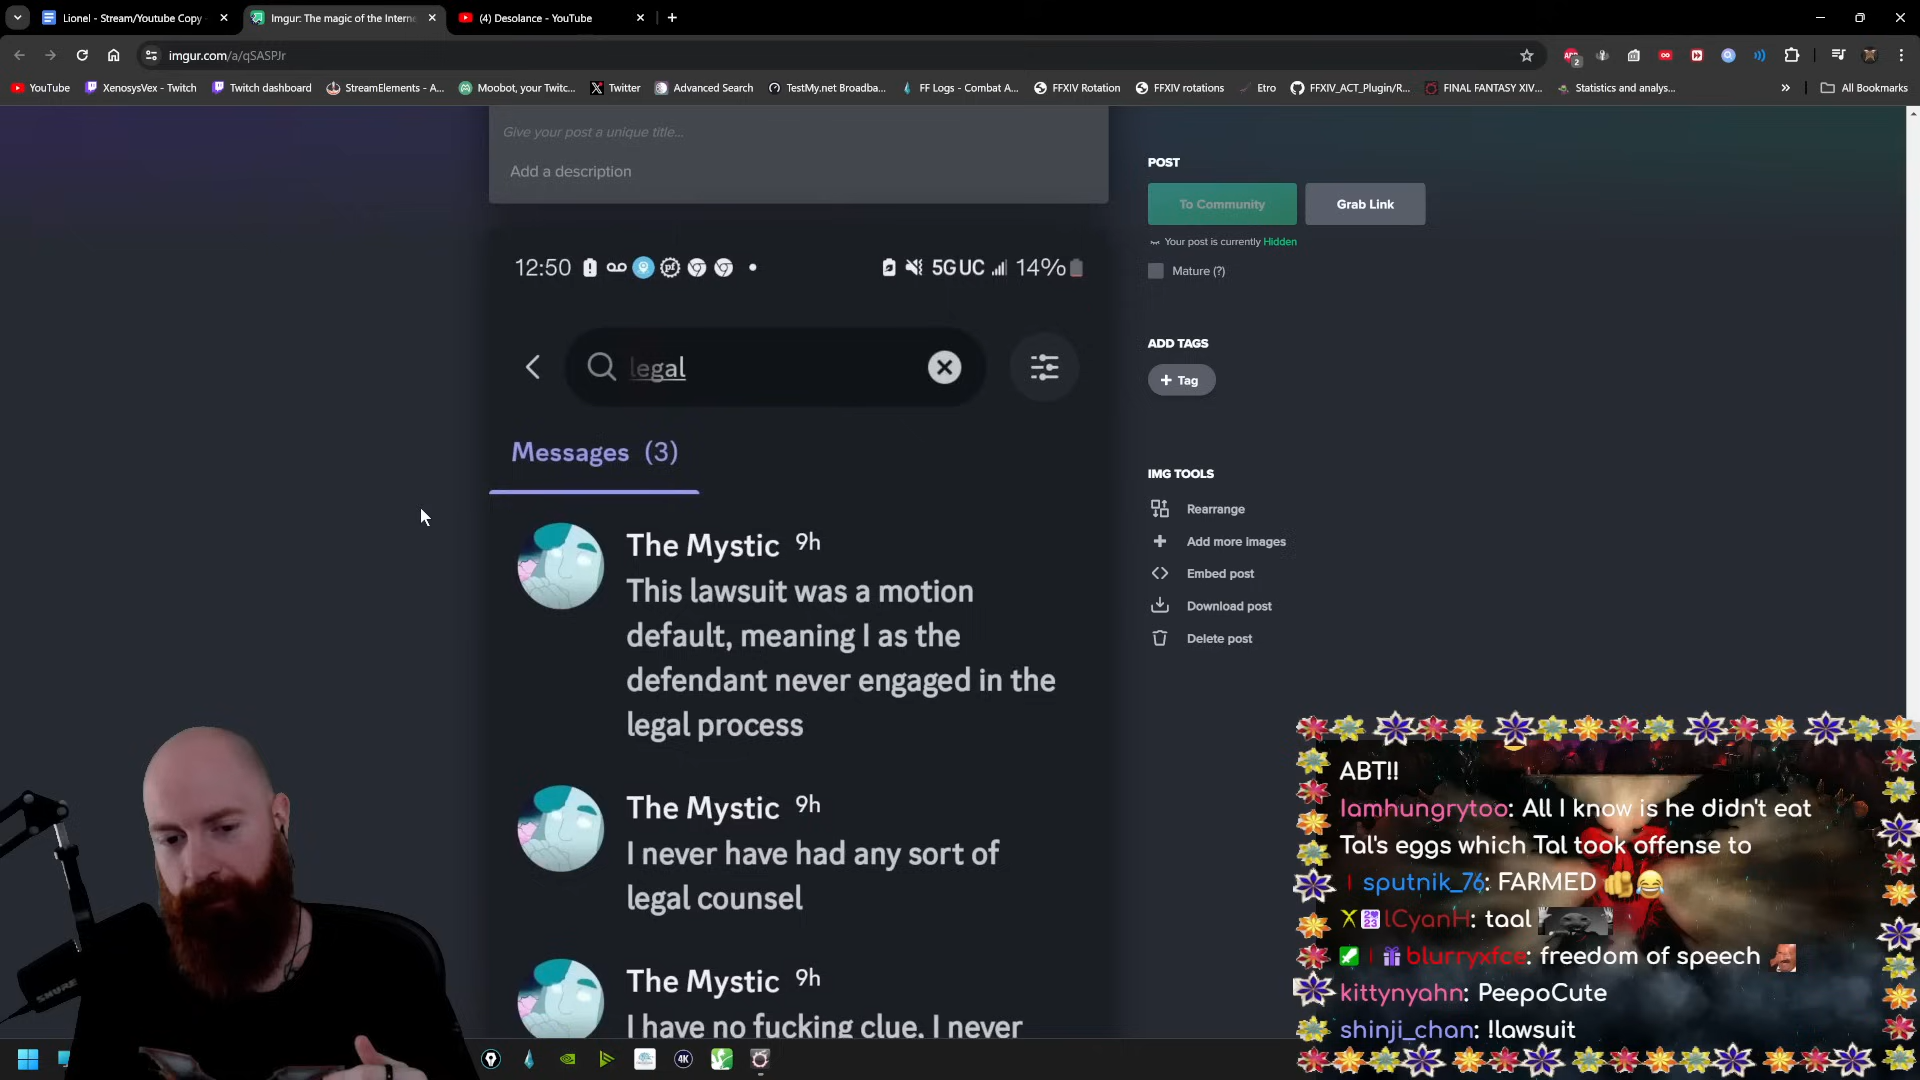 Lionel - Stream/Youtube Copy
Imgur: The magic of the Intern
(4) Desolance - YouTube
imgur.com/a/qSASPJr
YouTube
XenosysVex - Twitch
Twitch dashboard
StreamElements - A...
Moobot, your Twitc...
Twitter
Advanced Search
TestMy.net Broadba...
FF Logs - Combat A...
FFXIV Rotation
FFXIV rotations
Etro
FFXIV_ACT_Plugin/R...
FINAL FANTASY XIV...
Statistics and analys...
All Bookmarks
Give your post a unique title...
Add a description
POST
To Community
Grab Link
Your post is currently Hidden
Mature (?)
ADD TAGS
+ Tag
IMG TOOLS
Rearrange
Add more images
Embed post
Download post
Delete post
12:50
5G UC
14%
legal
Messages (3)
The Mystic 9h
This lawsuit was a motion
default, meaning I as the
defendant never engaged in the
legal process
The Mystic 9h
I never have had any sort of
legal counsel
The Mystic 9h
I have no fucking clue. I never
ABT!!
Iamhungrytoo: All I know is he didn't eat
Tal's eggs which Tal took offense to
sputnik_76: FARMED
lCyanH: taal
blurryxfce: freedom of speech
kittynyahn: PeepoCute
shinji_chan: !lawsuit
SHURE